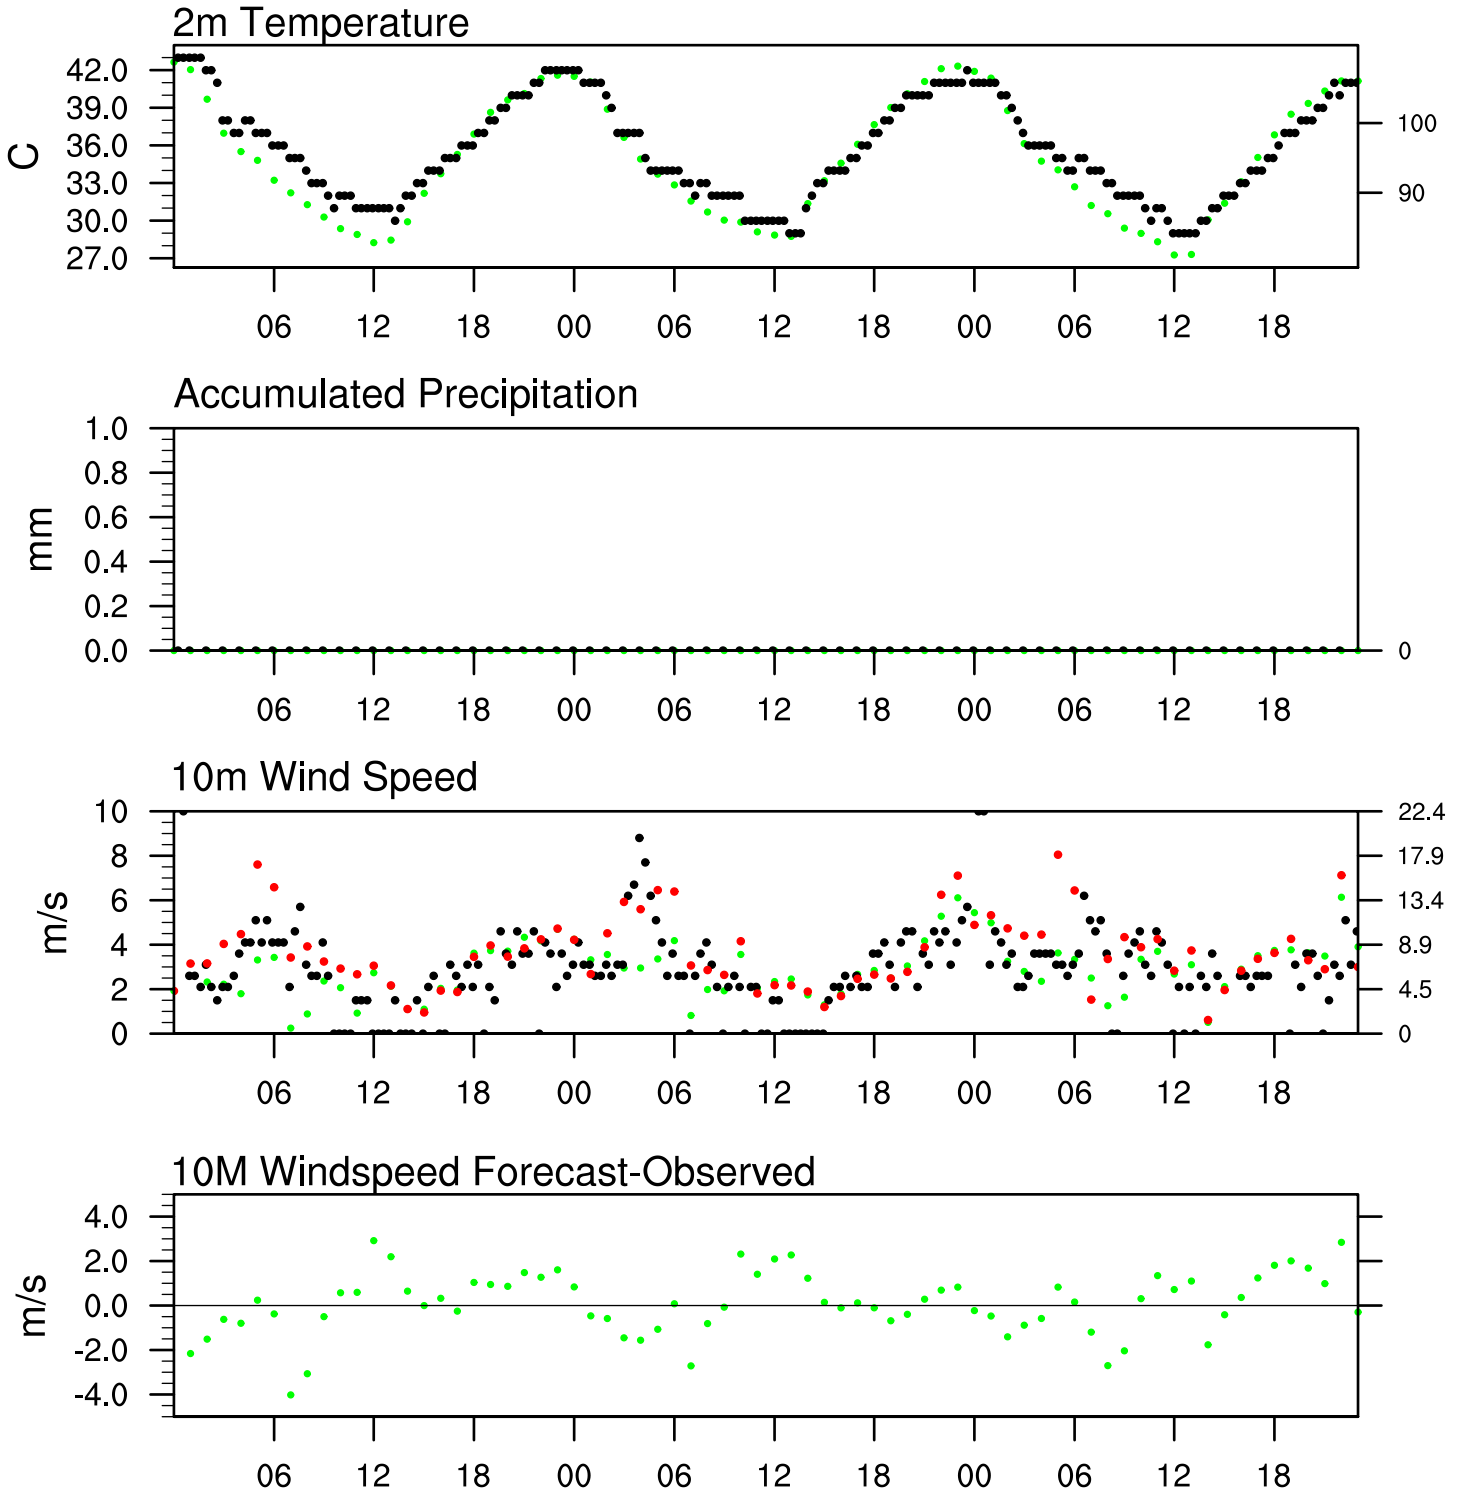 2m Temperature
42.0
39.0
36.0
33.0
30.0
27.0
C
100
90
06 12 18 00 06 12 18 00 06 12 18
Accumulated Precipitation
1.0
0.8
0.6
0.4
0.2
0.0
mm
0
06 12 18 00 06 12 18 00 06 12 18
10m Wind Speed
10
8
6
4
2
0
m/s
22.4
17.9
13.4
8.9
4.5
0
06 12 18 00 06 12 18 00 06 12 18
10M Windspeed Forecast-Observed
4.0
2.0
0.0
-2.0
-4.0
m/s
06 12 18 00 06 12 18 00 06 12 18